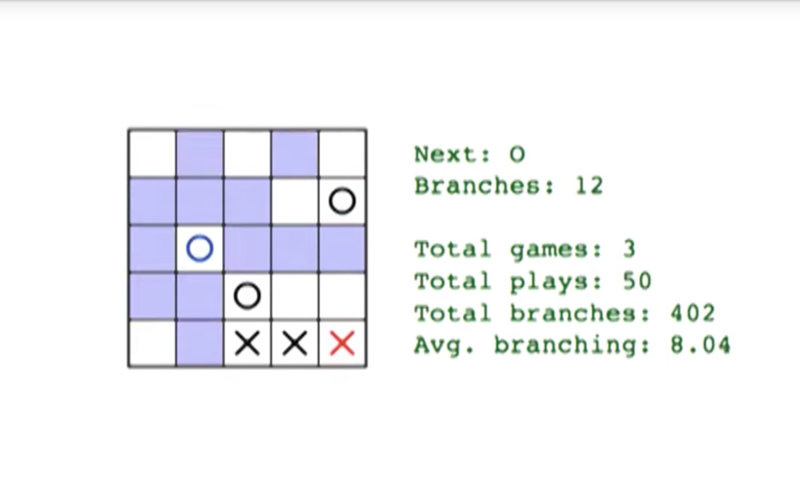 Next: O
Branches: 12
Total games: 3
Total plays: 50
Total branches: 402
Avg. branching: 8.04